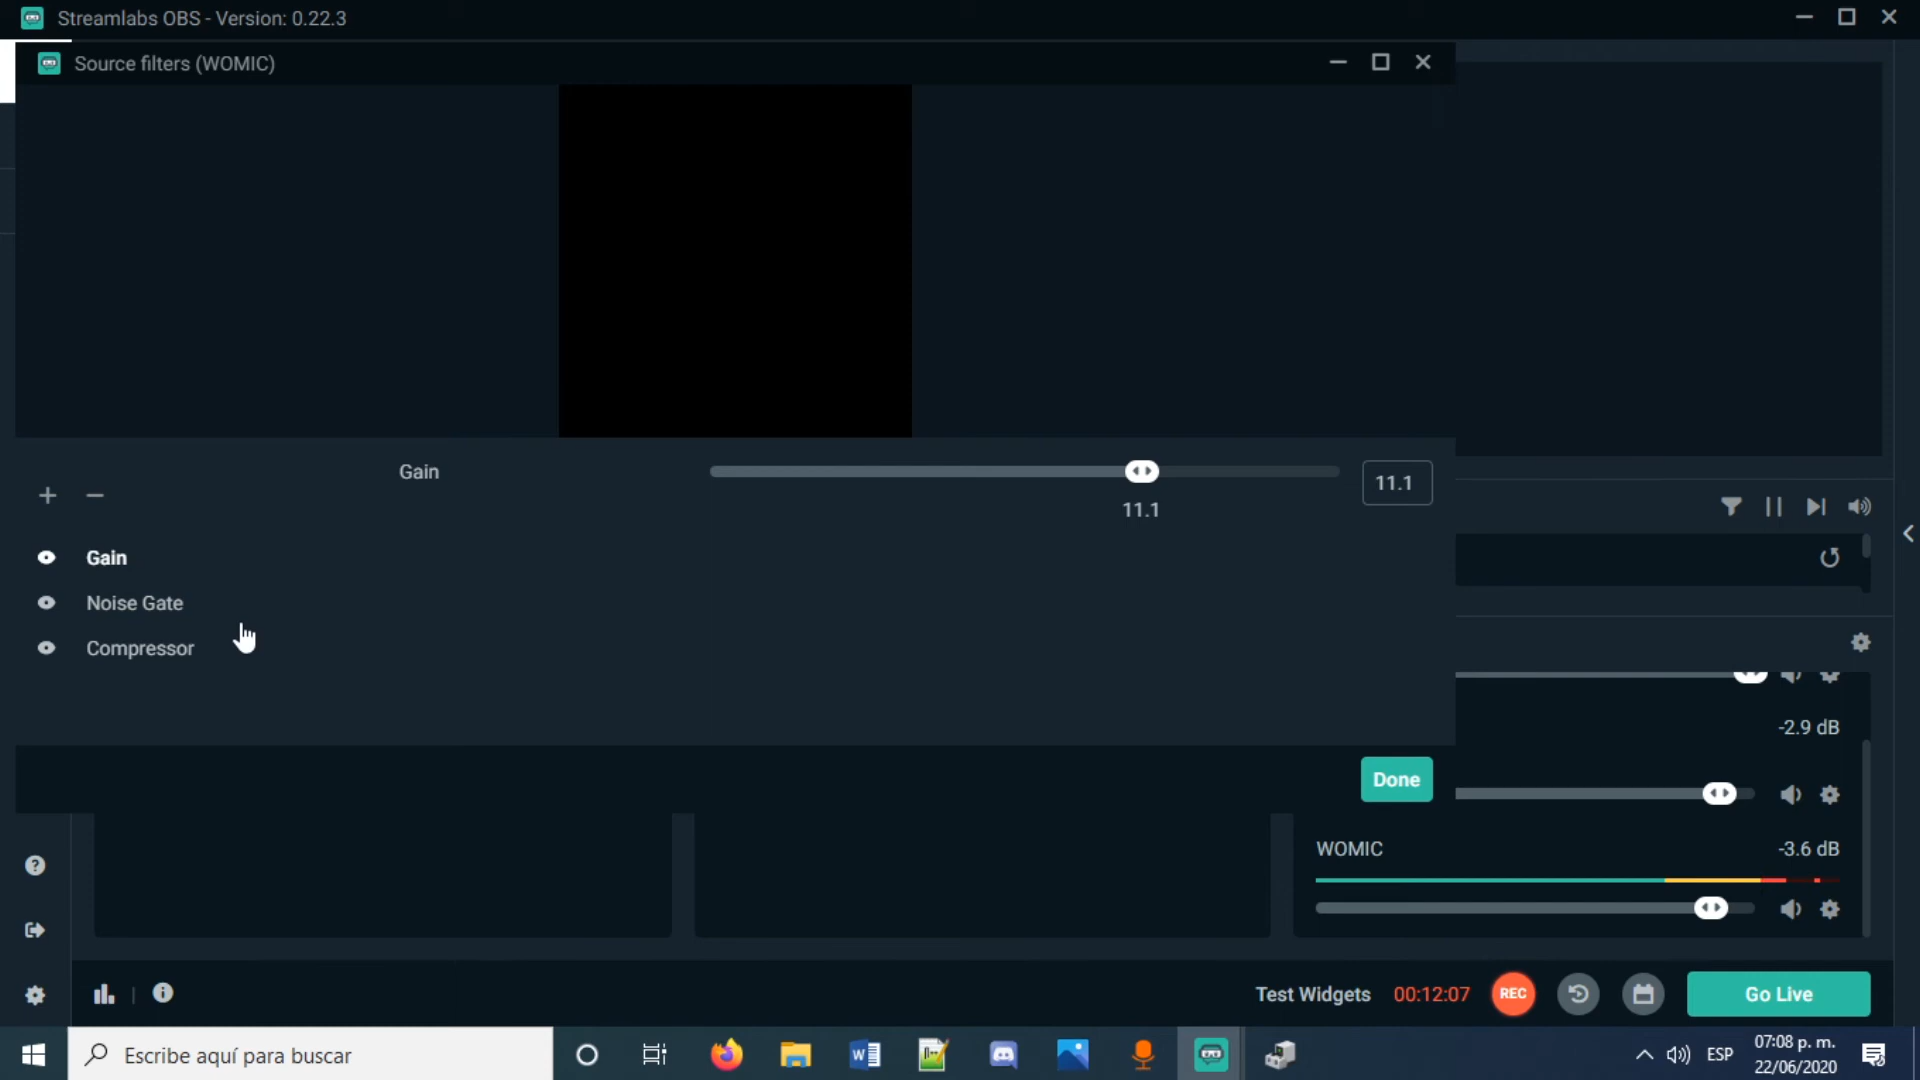 Streamlabs OBS - Version: 0.22.3
Source filters (WOMIC)
Gain
11.1
11.1
Gain
Noise Gate
Compressor
-2.9 dB
Done
WOMIC
-3.6 dB
Test Widgets
00:12:07
REC
Go Live
Escribe aquí para buscar
ESP
07:08 p. m.
22/06/2020